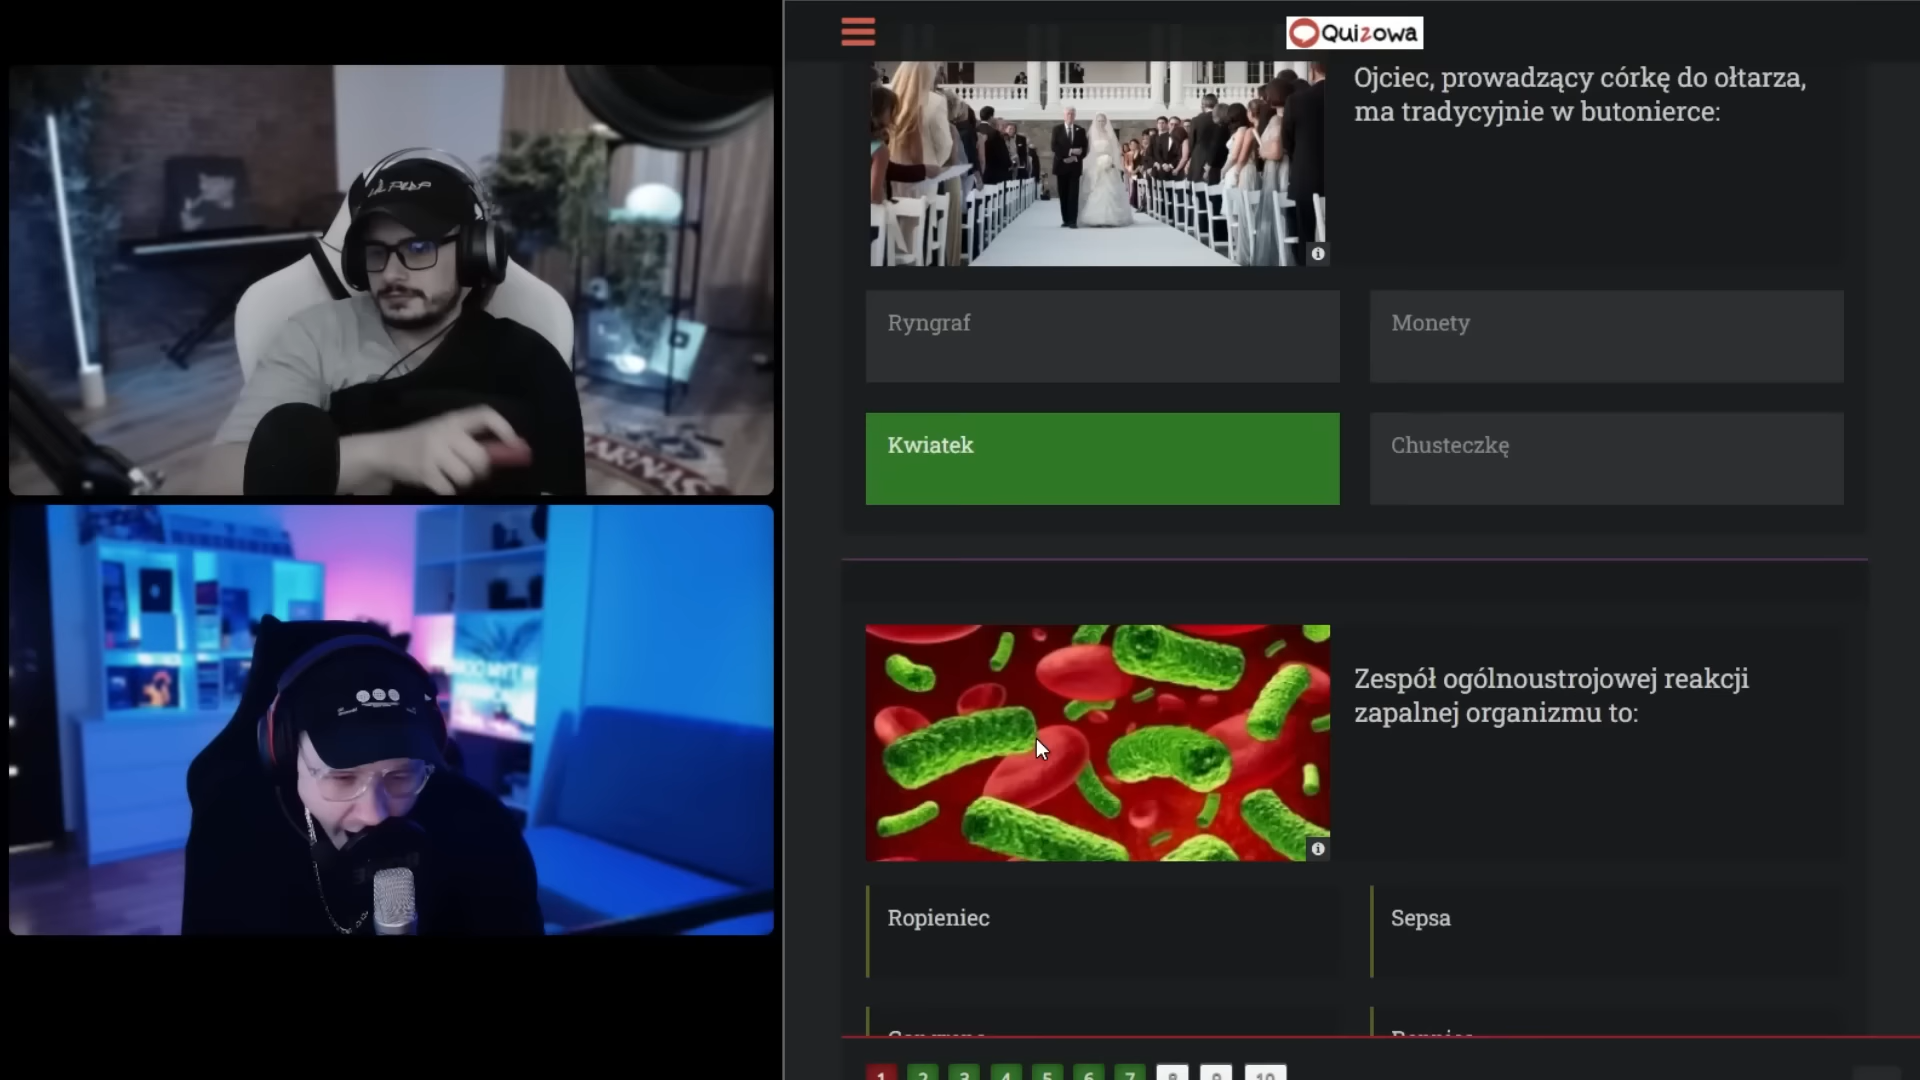 Quizowa
Ojciec, prowadzący córkę do ołtarza,
ma tradycyjnie w butonierce:
Ryngraf
Monety
Kwiatek
Chusteczkę
Zespół ogólnoustrojowej reakcji
zapalnej organizmu to:
Ropieniec
Sepsa
1 2 3 4 5 6 7 8 9 10